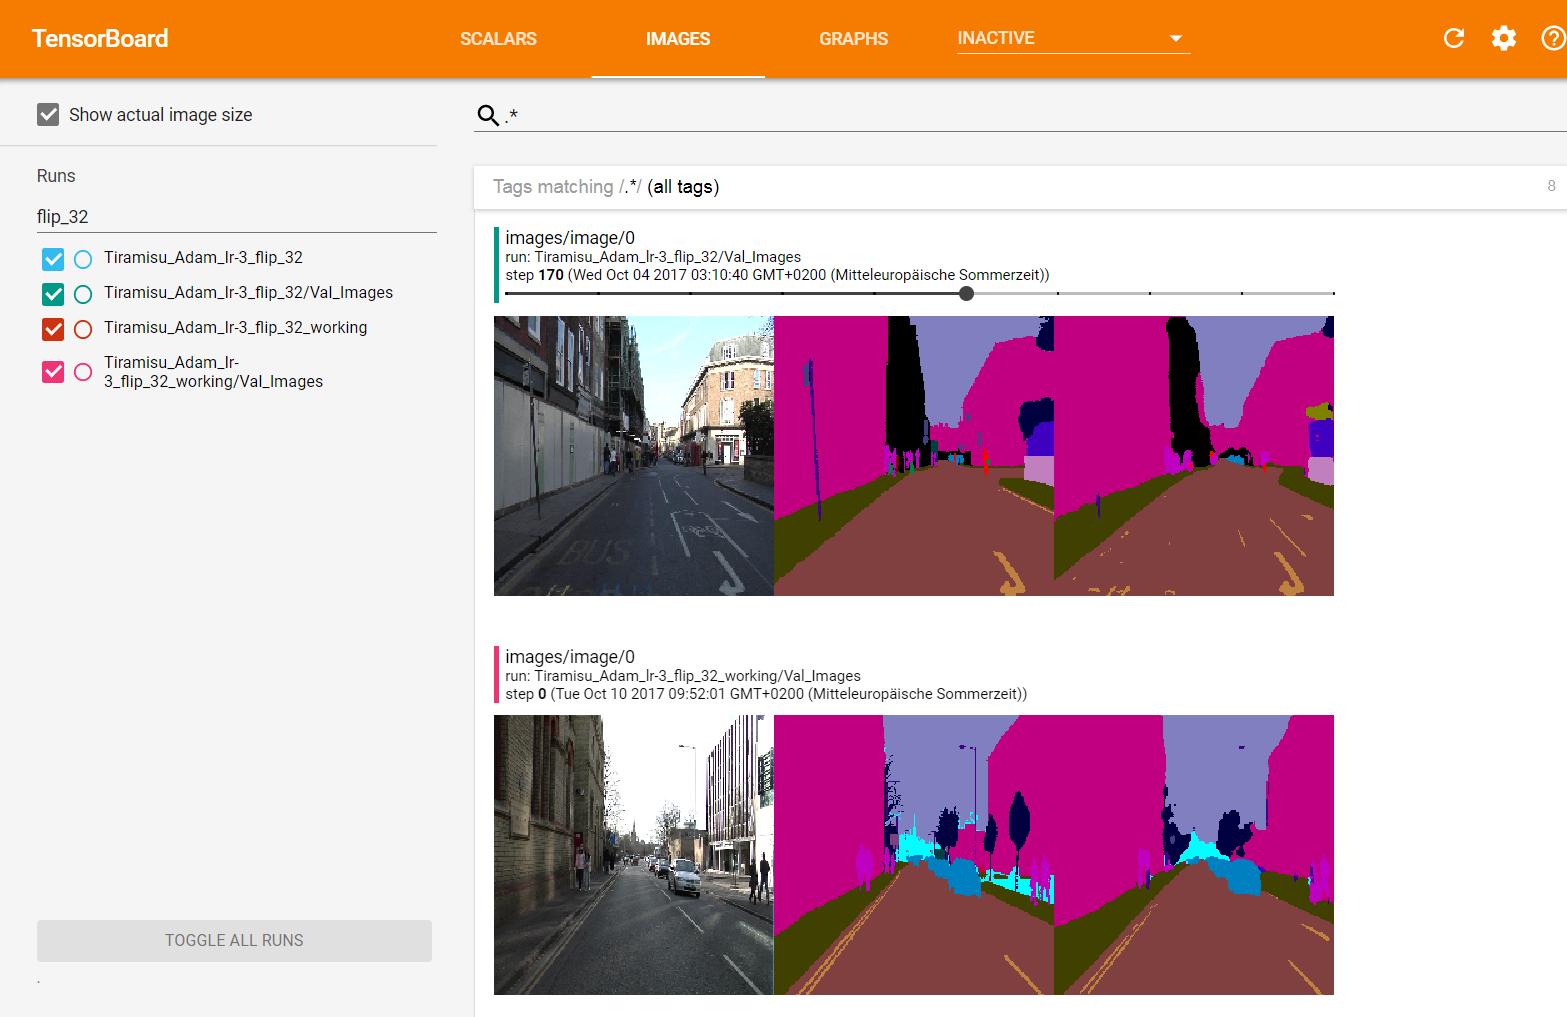 TensorBoard
SCALARS
IMAGES
GRAPHS
INACTIVE
Show actual image size
Runs
flip_32
Tiramisu_Adam_lr-3_flip_32
Tiramisu_Adam_lr-3_flip_32/Val_Images
Tiramisu_Adam_lr-3_flip_32_working
Tiramisu_Adam_lr-
3_flip_32_working/Val_Images
TOGGLE ALL RUNS
.
.*
Tags matching /.*/ (all tags)
8
images/image/0
run: Tiramisu_Adam_lr-3_flip_32/Val_Images
step 170 (Wed Oct 04 2017 03:10:40 GMT+0200 (Mitteleuropäische Sommerzeit))
BUS
images/image/0
run: Tiramisu_Adam_lr-3_flip_32_working/Val_Images
step 0 (Tue Oct 10 2017 09:52:01 GMT+0200 (Mitteleuropäische Sommerzeit))